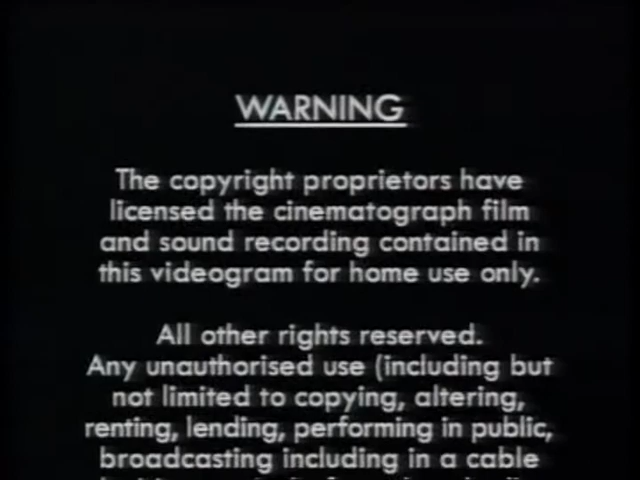 WARNING
The copyright proprietors have
licensed the cinematograph film
and sound recording contained in
this videogram for home use only.
All other rights reserved.
Any unauthorised use (including but
not limited to copying, altering,
renting, lending, performing in public,
broadcasting including in a cable